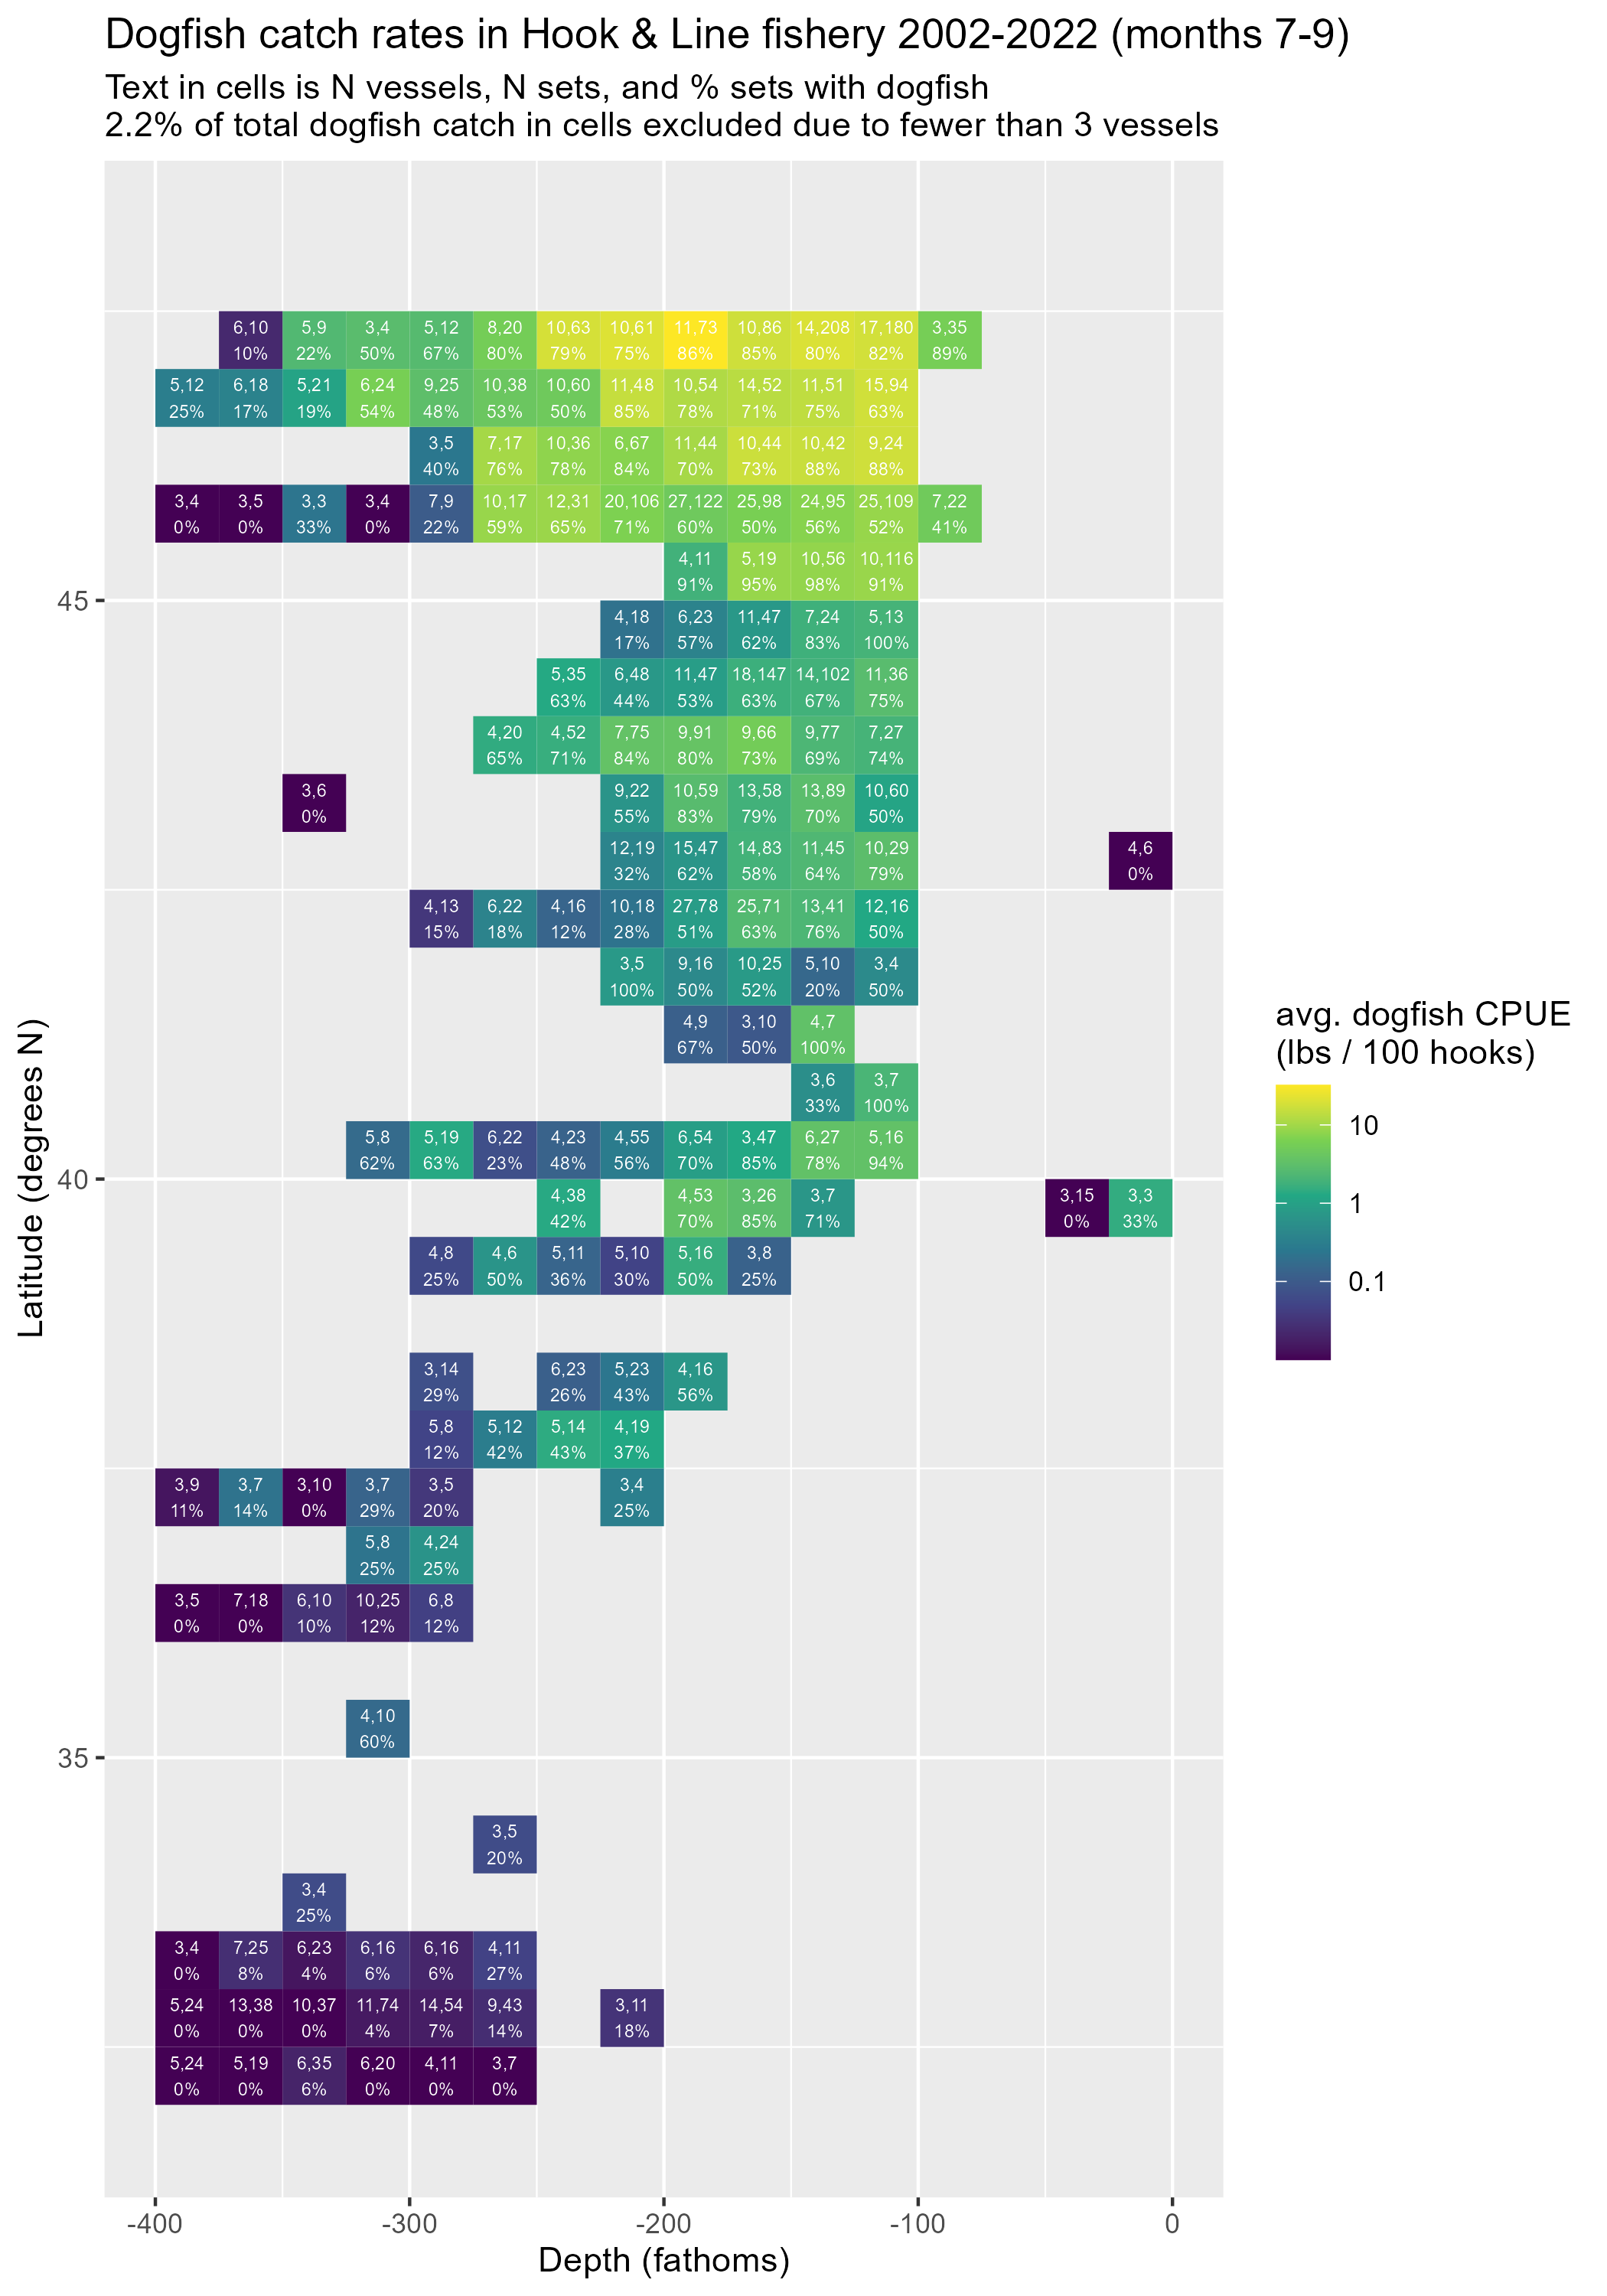 Dogfish catch rates in Hook & Line fishery 2002-2022 (months 7-9)
Text in cells is N vessels, N sets, and % sets with dogfish
2.2% of total dogfish catch in cells excluded due to fewer than 3 vessels
6,10 5,9 3,4 5,12 8,20 10,63 10,61 11,73 10,86 14,208 17,180 3,35
10% 22% 50% 67% 80% 79% 75% 86% 85% 80% 82% 89%
5,12 6,18 5,21 6,24 9,25 10,38 10,60 11,48 10,54 14,52 11,51 15,94
25% 17% 19% 54% 48% 53% 50% 85% 78% 71% 75% 63%
3,5 7,17 10,36 6,67 11,44 10,44 10,42 9,24
40% 76% 78% 84% 70% 73% 88% 88%
3,4 3,5 3,3 3,4 7,9 10,17 12,31 20,106 27,122 25,98 24,95 25,109 7,22
0% 0% 33% 0% 22% 59% 65% 71% 60% 50% 56% 52% 41%
4,11 5,19 10,56 10,116
91% 95% 98% 91%
45
4,18 6,23 11,47 7,24 5,13
17% 57% 62% 83% 100%
5,35 6,48 11,47 18,147 14,102 11,36
63% 44% 53% 63% 67% 75%
4,20 4,52 7,75 9,91 9,66 9,77 7,27
65% 71% 84% 80% 73% 69% 74%
3,6 9,22 10,59 13,58 13,89 10,60
0% 55% 83% 79% 70% 50%
12,19 15,47 14,83 11,45 10,29 4,6
32% 62% 58% 64% 79% 0%
4,13 6,22 4,16 10,18 27,78 25,71 13,41 12,16
15% 18% 12% 28% 51% 63% 76% 50%
3,5 9,16 10,25 5,10 3,4
100% 50% 52% 20% 50%
4,9 3,10 4,7
67% 50% 100%
3,6 3,7
33% 100%
5,8 5,19 6,22 4,23 4,55 6,54 3,47 6,27 5,16
62% 63% 23% 48% 56% 70% 85% 78% 94%
40
4,38 4,53 3,26 3,7 3,15 3,3
42% 70% 85% 71% 0% 33%
4,8 4,6 5,11 5,10 5,16 3,8
25% 50% 36% 30% 50% 25%
3,14 6,23 5,23 4,16
29% 26% 43% 56%
5,8 5,12 5,14 4,19
12% 42% 43% 37%
3,9 3,7 3,10 3,7 3,5 3,4
11% 14% 0% 29% 20% 25%
5,8 4,24
25% 25%
3,5 7,18 6,10 10,25 6,8
0% 0% 10% 12% 12%
4,10
60%
35
3,5
20%
3,4
25%
3,4 7,25 6,23 6,16 6,16 4,11
0% 8% 4% 6% 6% 27%
5,24 13,38 10,37 11,74 14,54 9,43 3,11
0% 0% 0% 4% 7% 14% 18%
5,24 5,19 6,35 6,20 4,11 3,7
0% 0% 6% 0% 0% 0%
-400 -300 -200 -100 0
Depth (fathoms)
Latitude (degrees N)
avg. dogfish CPUE
(lbs / 100 hooks)
10
1
0.1